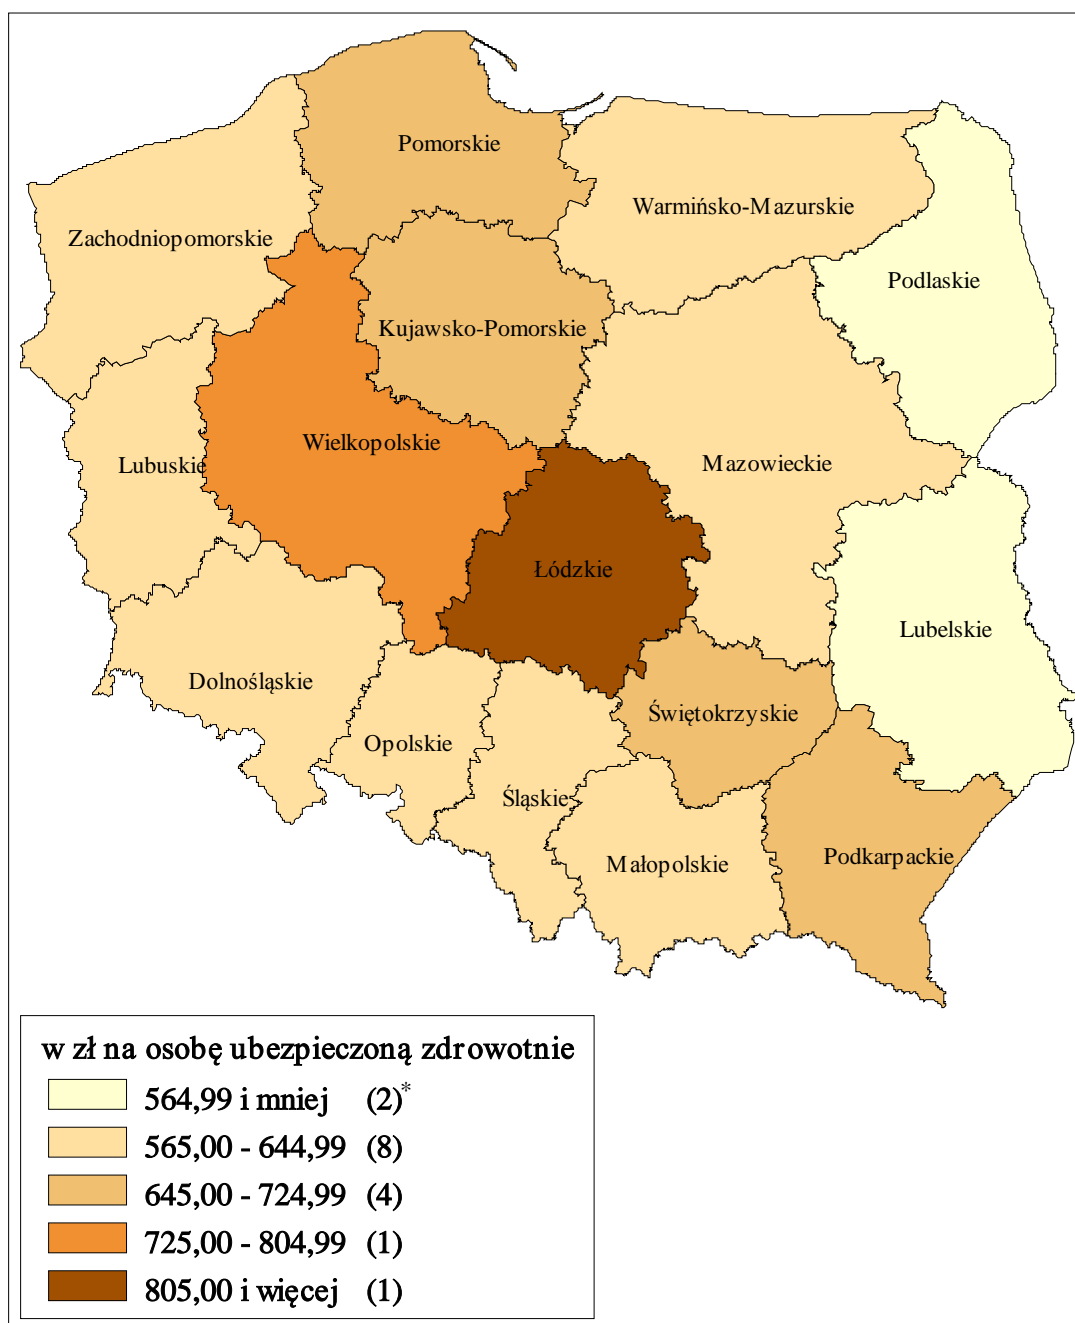 Pomorskie
Warmińsko-Mazurskie
Zachodniopomorskie
Podlaskie
Kujawsko-Pomorskie
Wielkopolskie
Lubuskie
Mazowieckie
Łódzkie
Lubelskie
Dolnośląskie
Świętokrzyskie
Opolskie
Śląskie
Małopolskie
Podkarpackie
w zł na osobę ubezpieczoną zdrowotnie
564,99 i mniej (2)*
565,00 - 644,99 (8)
645,00 - 724,99 (4)
725,00 - 804,99 (1)
805,00 i więcej (1)